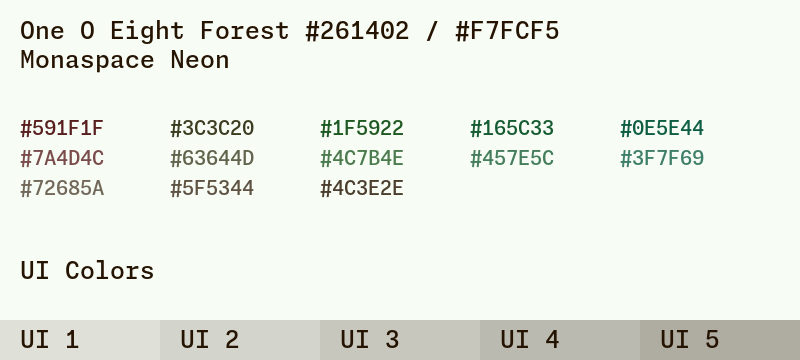 One O Eight Forest #261402 / #F7FCF5
Monaspace Neon
#591F1F #3C3C20 #1F5922 #165C33 #0E5E44
#7A4D4C #63644D #4C7B4E #457E5C #3F7F69
#72685A #5F5344 #4C3E2E
UI Colors
UI 1 UI 2 UI 3 UI 4 UI 5